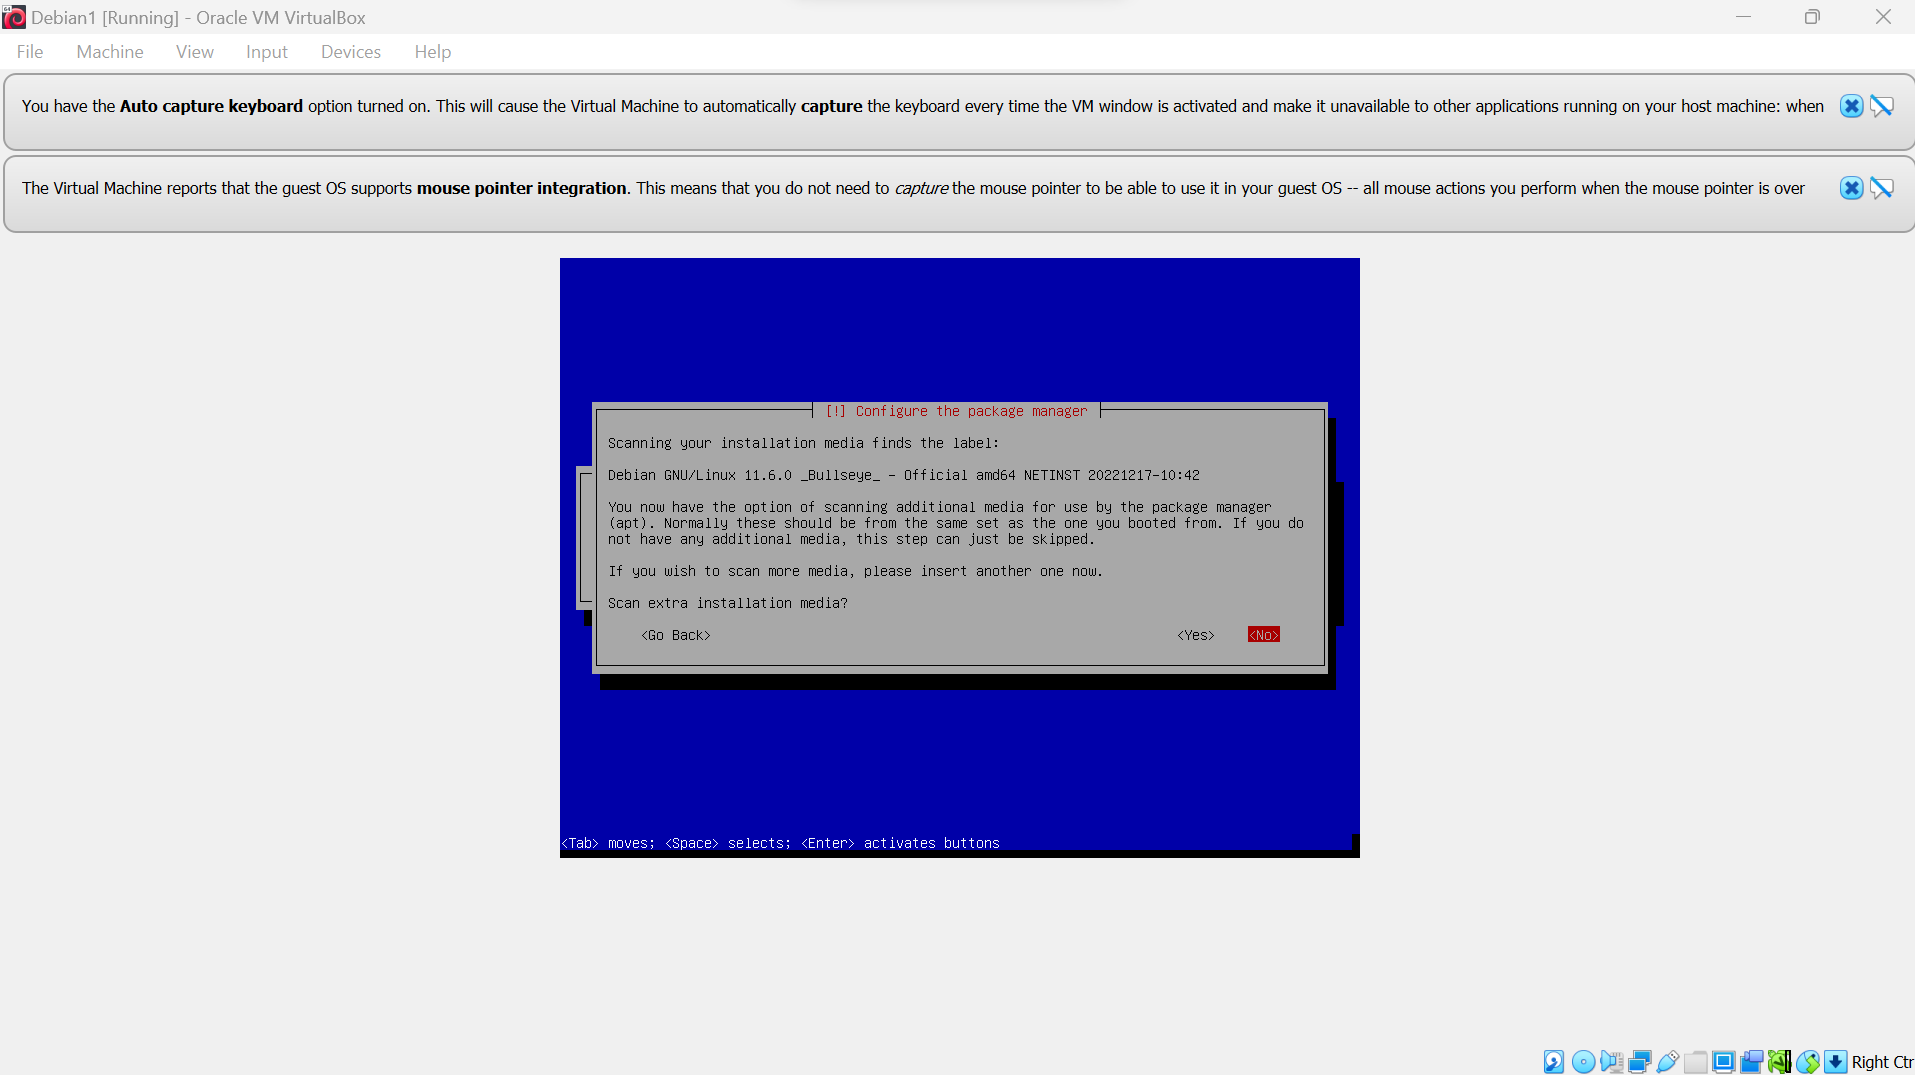 64
Debian1 [Running] - Oracle VM VirtualBox
File Machine View Input Devices Help
You have the Auto capture keyboard option turned on. This will cause the Virtual Machine to automatically capture the keyboard every time the VM window is activated and make it unavailable to other applications running on your host machine: when
The Virtual Machine reports that the guest OS supports mouse pointer integration. This means that you do not need to capture the mouse pointer to be able to use it in your guest OS -- all mouse actions you perform when the mouse pointer is over
[!] Configure the package manager
Scanning your installation media finds the label:
Debian GNU/Linux 11.6.0 _Bullseye_ - Official amd64 NETINST 20221217-10:42
You now have the option of scanning additional media for use by the package manager
(apt). Normally these should be from the same set as the one you booted from. If you do
not have any additional media, this step can just be skipped.
If you wish to scan more media, please insert another one now.
Scan extra installation media?
<Go Back> <Yes> <No>
<Tab> moves; <Space> selects; <Enter> activates buttons
Right Ctr